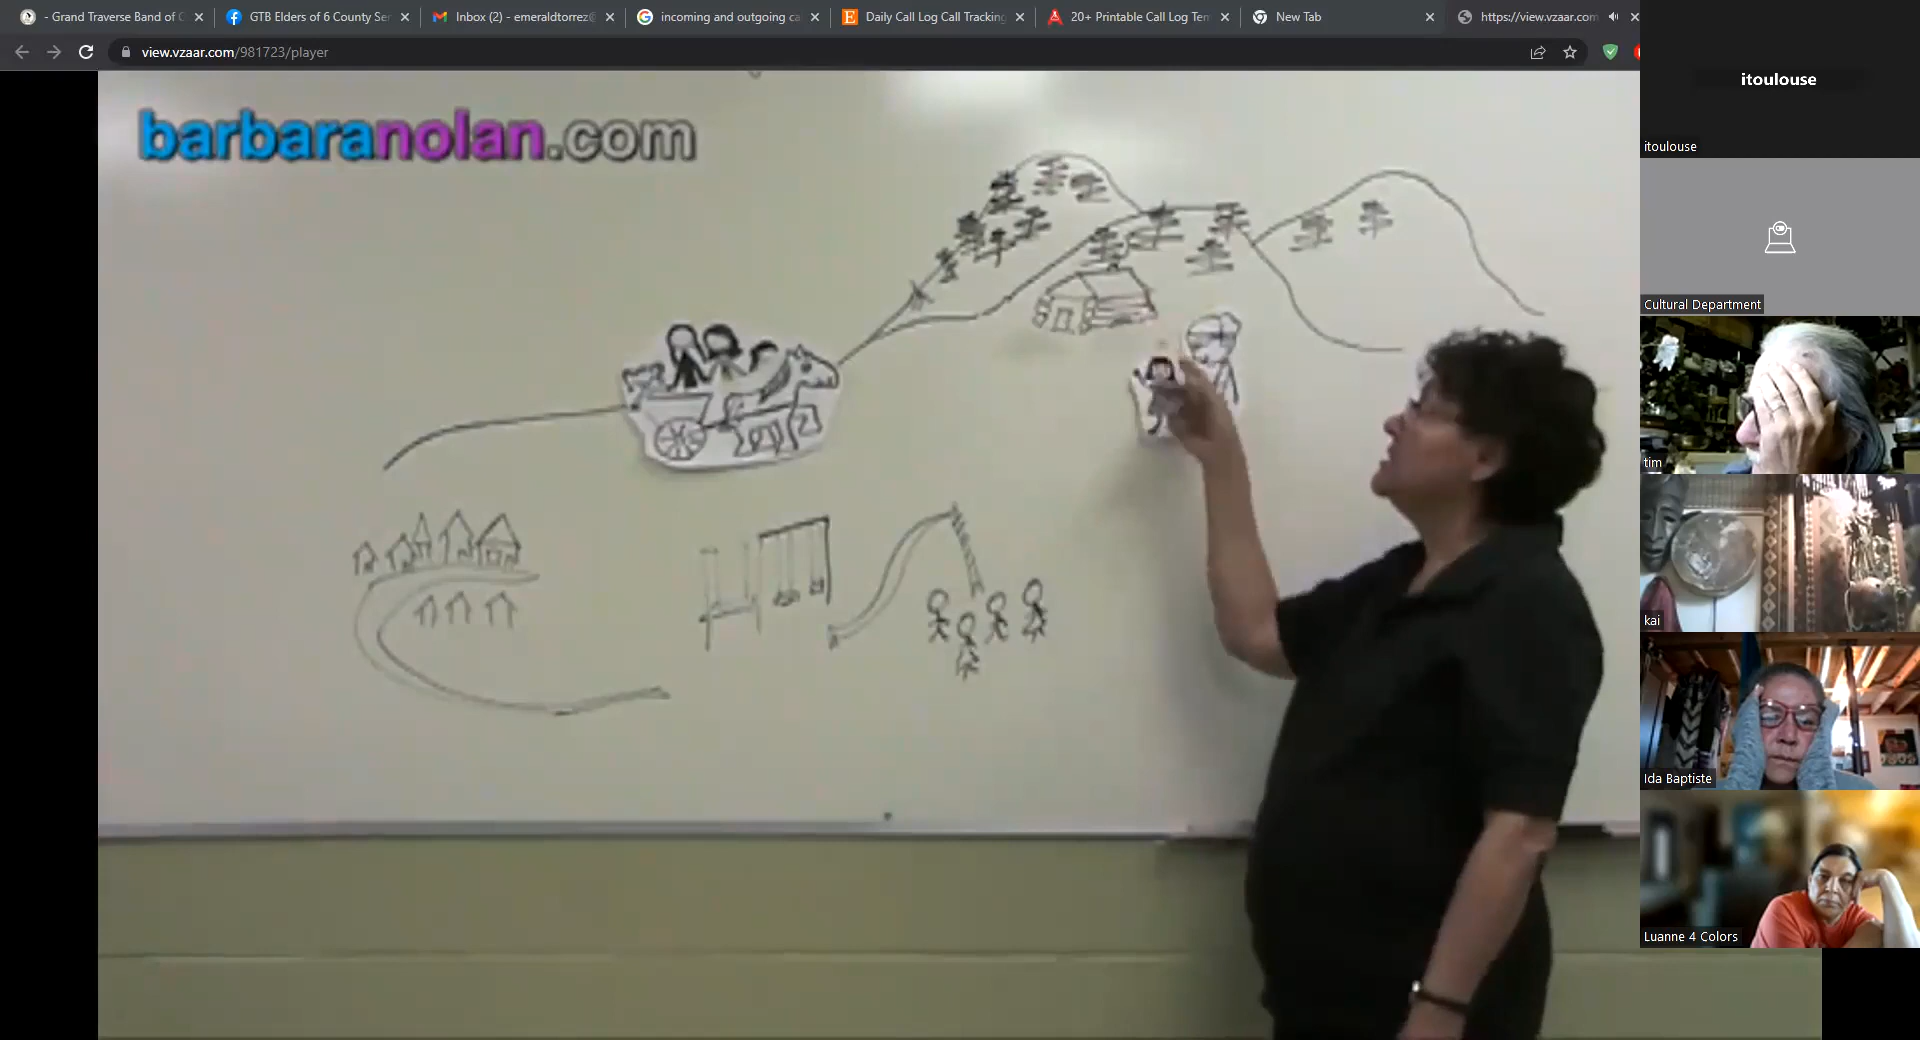 - Grand Traverse Band of
GTB Elders of 6 County Ser
Inbox (2) - emeraldtorrez@
incoming and outgoing ca
Daily Call Log Call Tracking
20+ Printable Call Log Tem
New Tab
https://view.vzaar.com
view.vzaar.com/981723/player
barbaranolan.com
itoulouse
itoulouse
Cultural Department
tim
kai
Ida Baptiste
Luanne 4 Colors